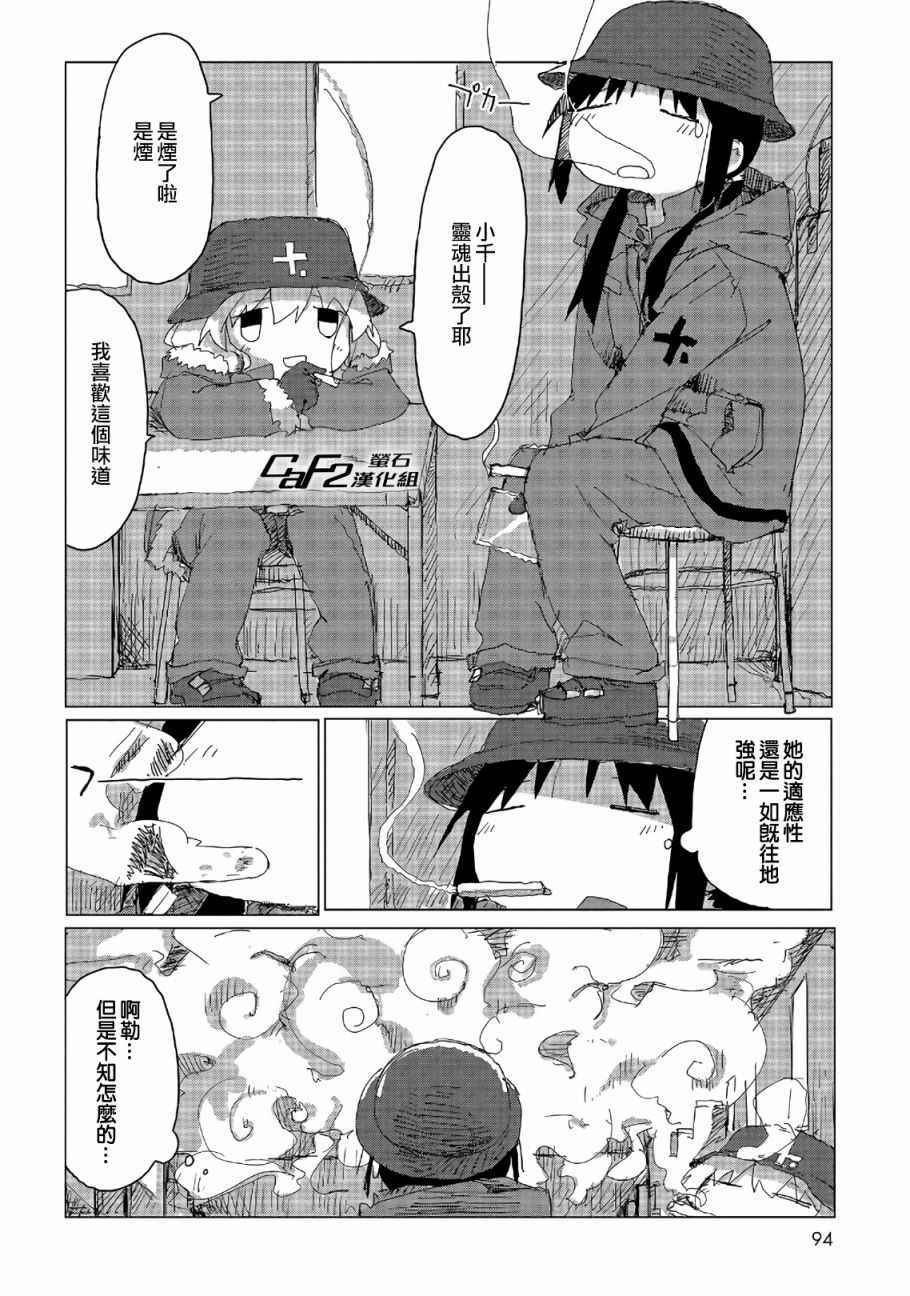 プカー
小千——
靈魂出殼了耶
是煙了啦
是煙
我喜歡這個味道
CaF2
螢石
漢化組
她的適應性
還是一如既往地
強呢…
フ
啊勒…
但是不知怎麼的…
94